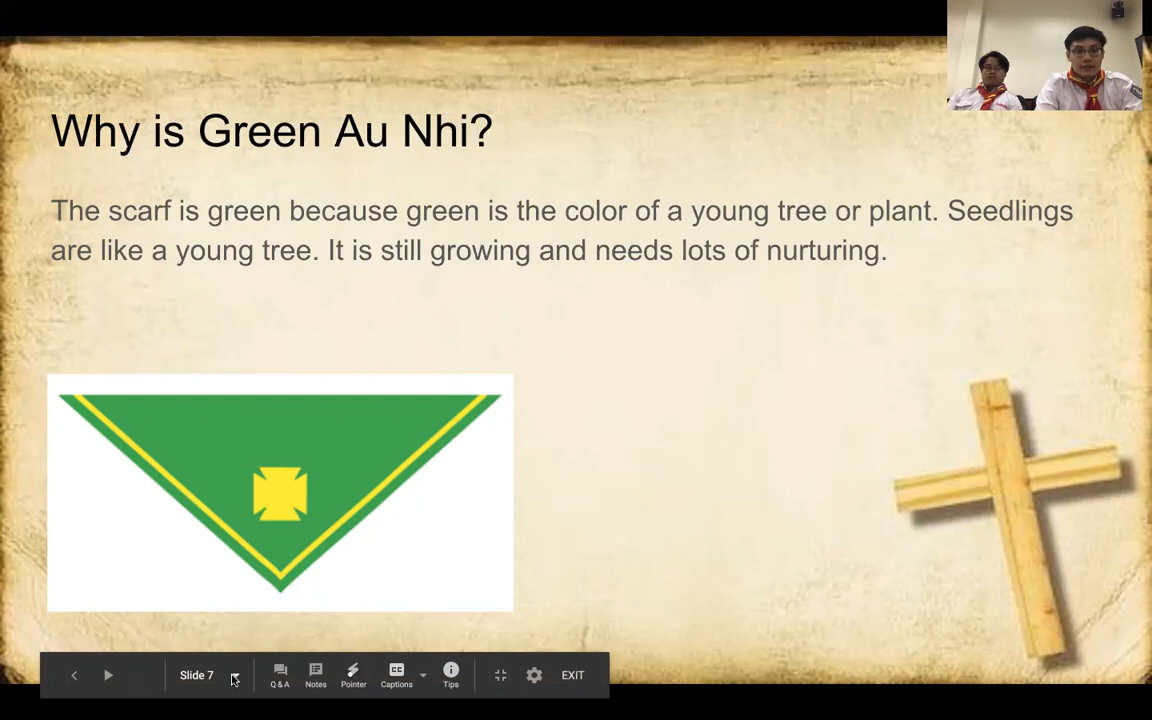 Why is Green Au Nhi?
The scarf is green because green is the color of a young tree or plant. Seedlings
are like a young tree. It is still growing and needs lots of nurturing.
Slide 7
Q & A
Notes
Pointer
CC
Captions
Tips
EXIT